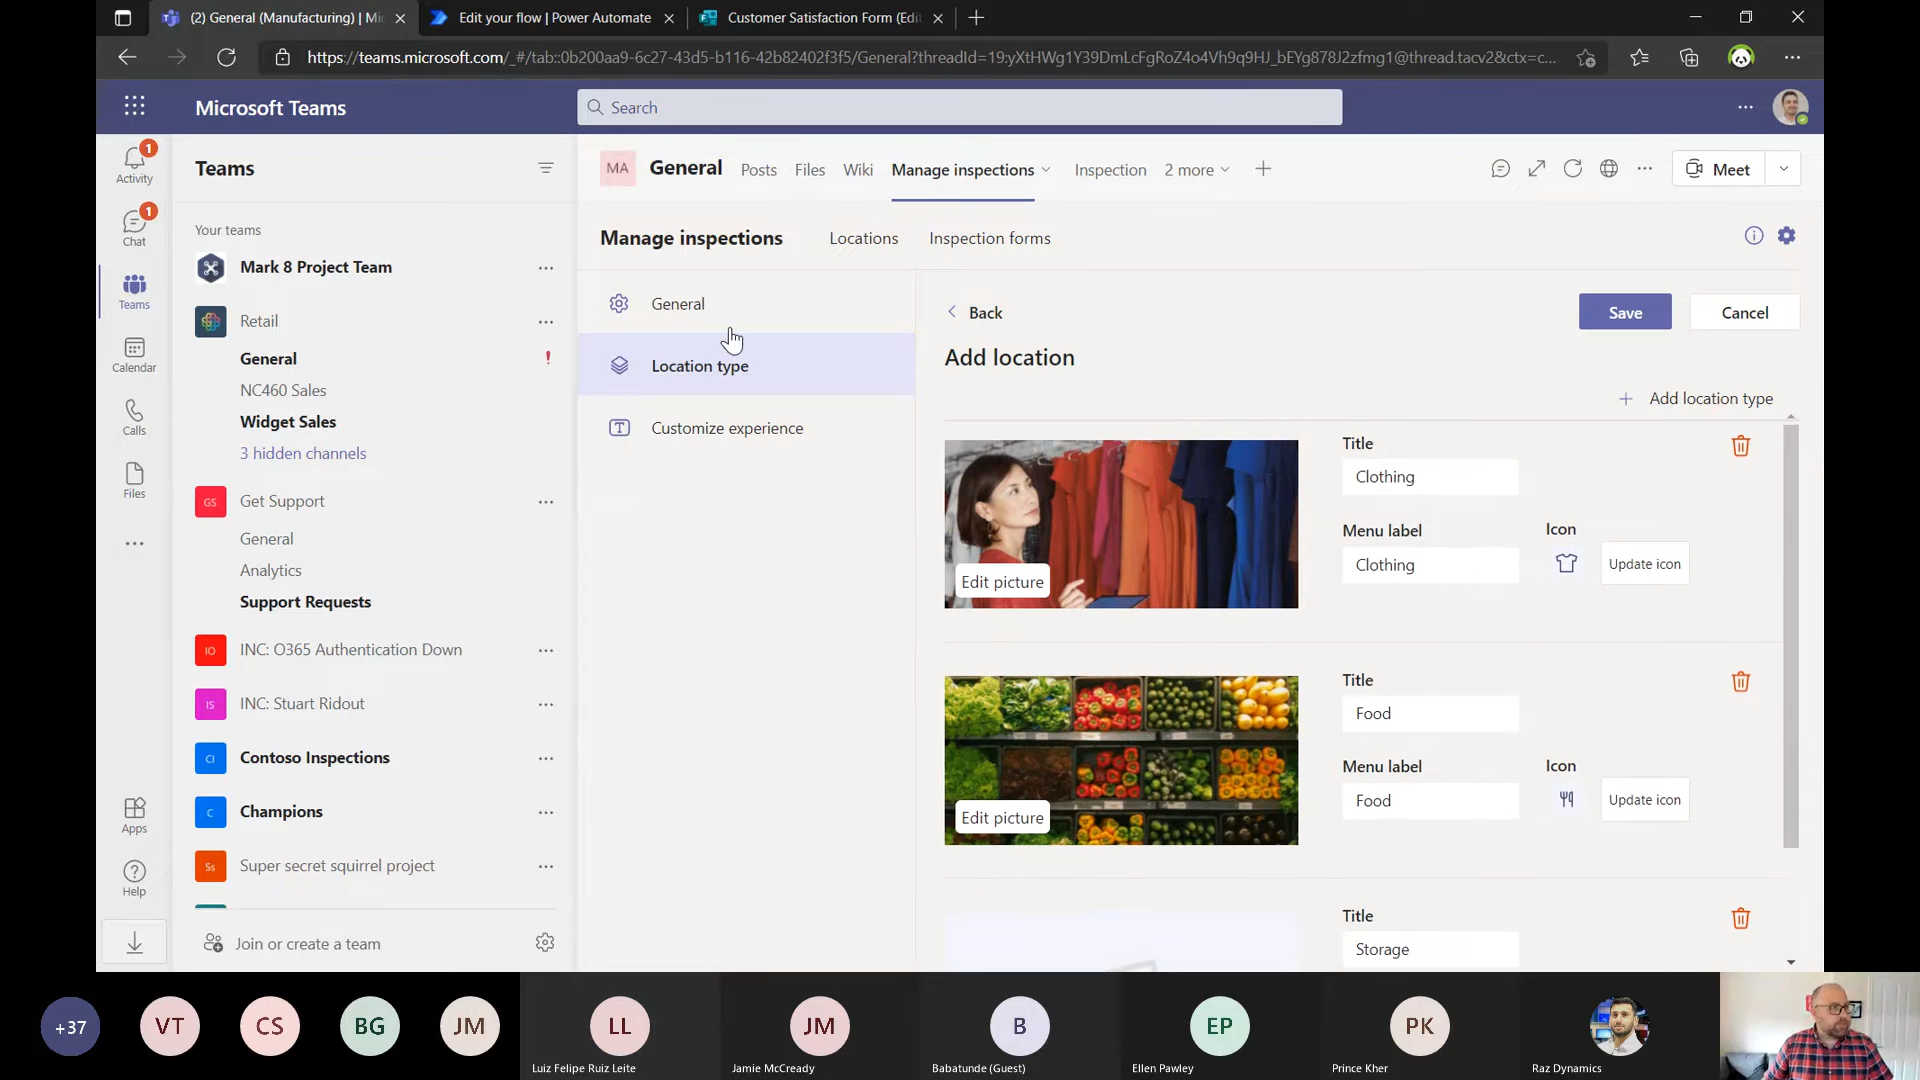 (2) General (Manufacturing) | Mi
Edit your flow | Power Automate
Customer Satisfaction Form (Edi
https://teams.microsoft.com/_#/tab::0b200aa9-6c27-43d5-b116-42b82402f3f5/General?threadId=19:yXtHWg1Y39DmLcFgRoZ4o4Vh9q9HJ_bEYg878J2zfmg1@thread.tacv2&ctx=c...
Microsoft Teams
Search
1
Activity
1
Chat
Teams
Calendar
Calls
Files
Apps
Help
Teams
Your teams
Mark 8 Project Team
Retail
General
NC460 Sales
Widget Sales
3 hidden channels
GS Get Support
General
Analytics
Support Requests
IO INC: O365 Authentication Down
IS INC: Stuart Ridout
CI Contoso Inspections
C Champions
Ss Super secret squirrel project
Join or create a team
MA General Posts Files Wiki Manage inspections Inspection 2 more
Meet
Manage inspections Locations Inspection forms
General
Location type
Customize experience
Back
Save
Cancel
Add location
Add location type
Edit picture
Title
Clothing
Menu label
Clothing
Icon
Update icon
Edit picture
Title
Food
Menu label
Food
Icon
Update icon
Title
Storage
+37
VT
CS
BG
JM
LL
Luiz Felipe Ruiz Leite
JM
Jamie McCready
B
Babatunde (Guest)
EP
Ellen Pawley
PK
Prince Kher
Raz Dynamics